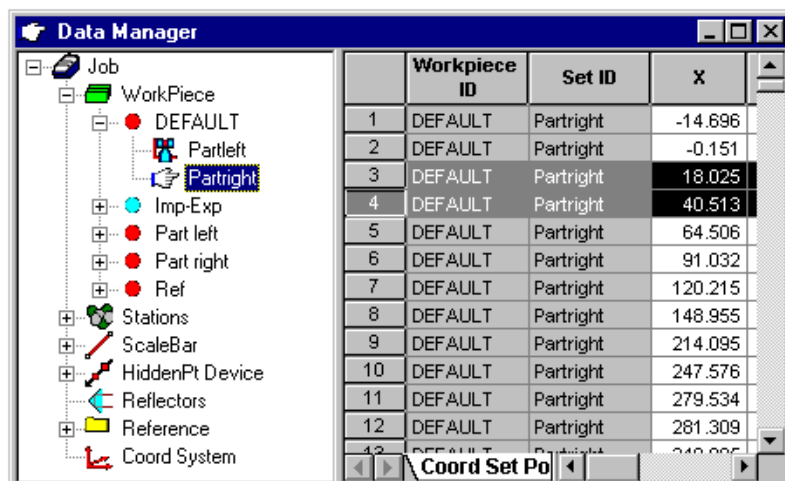 Data Manager
Job
WorkPiece
DEFAULT
Partleft
Partright
Imp-Exp
Part left
Part right
Ref
Stations
ScaleBar
HiddenPt Device
Reflectors
Reference
Coord System
Workpiece ID Set ID X
1 DEFAULT Partright -14.696
2 DEFAULT Partright -0.151
3 DEFAULT Partright 18.025
4 DEFAULT Partright 40.513
5 DEFAULT Partright 64.506
6 DEFAULT Partright 91.032
7 DEFAULT Partright 120.215
8 DEFAULT Partright 148.955
9 DEFAULT Partright 214.095
10 DEFAULT Partright 247.576
11 DEFAULT Partright 279.534
12 DEFAULT Partright 281.309
13 DEFAULT Partright
Coord Set Po